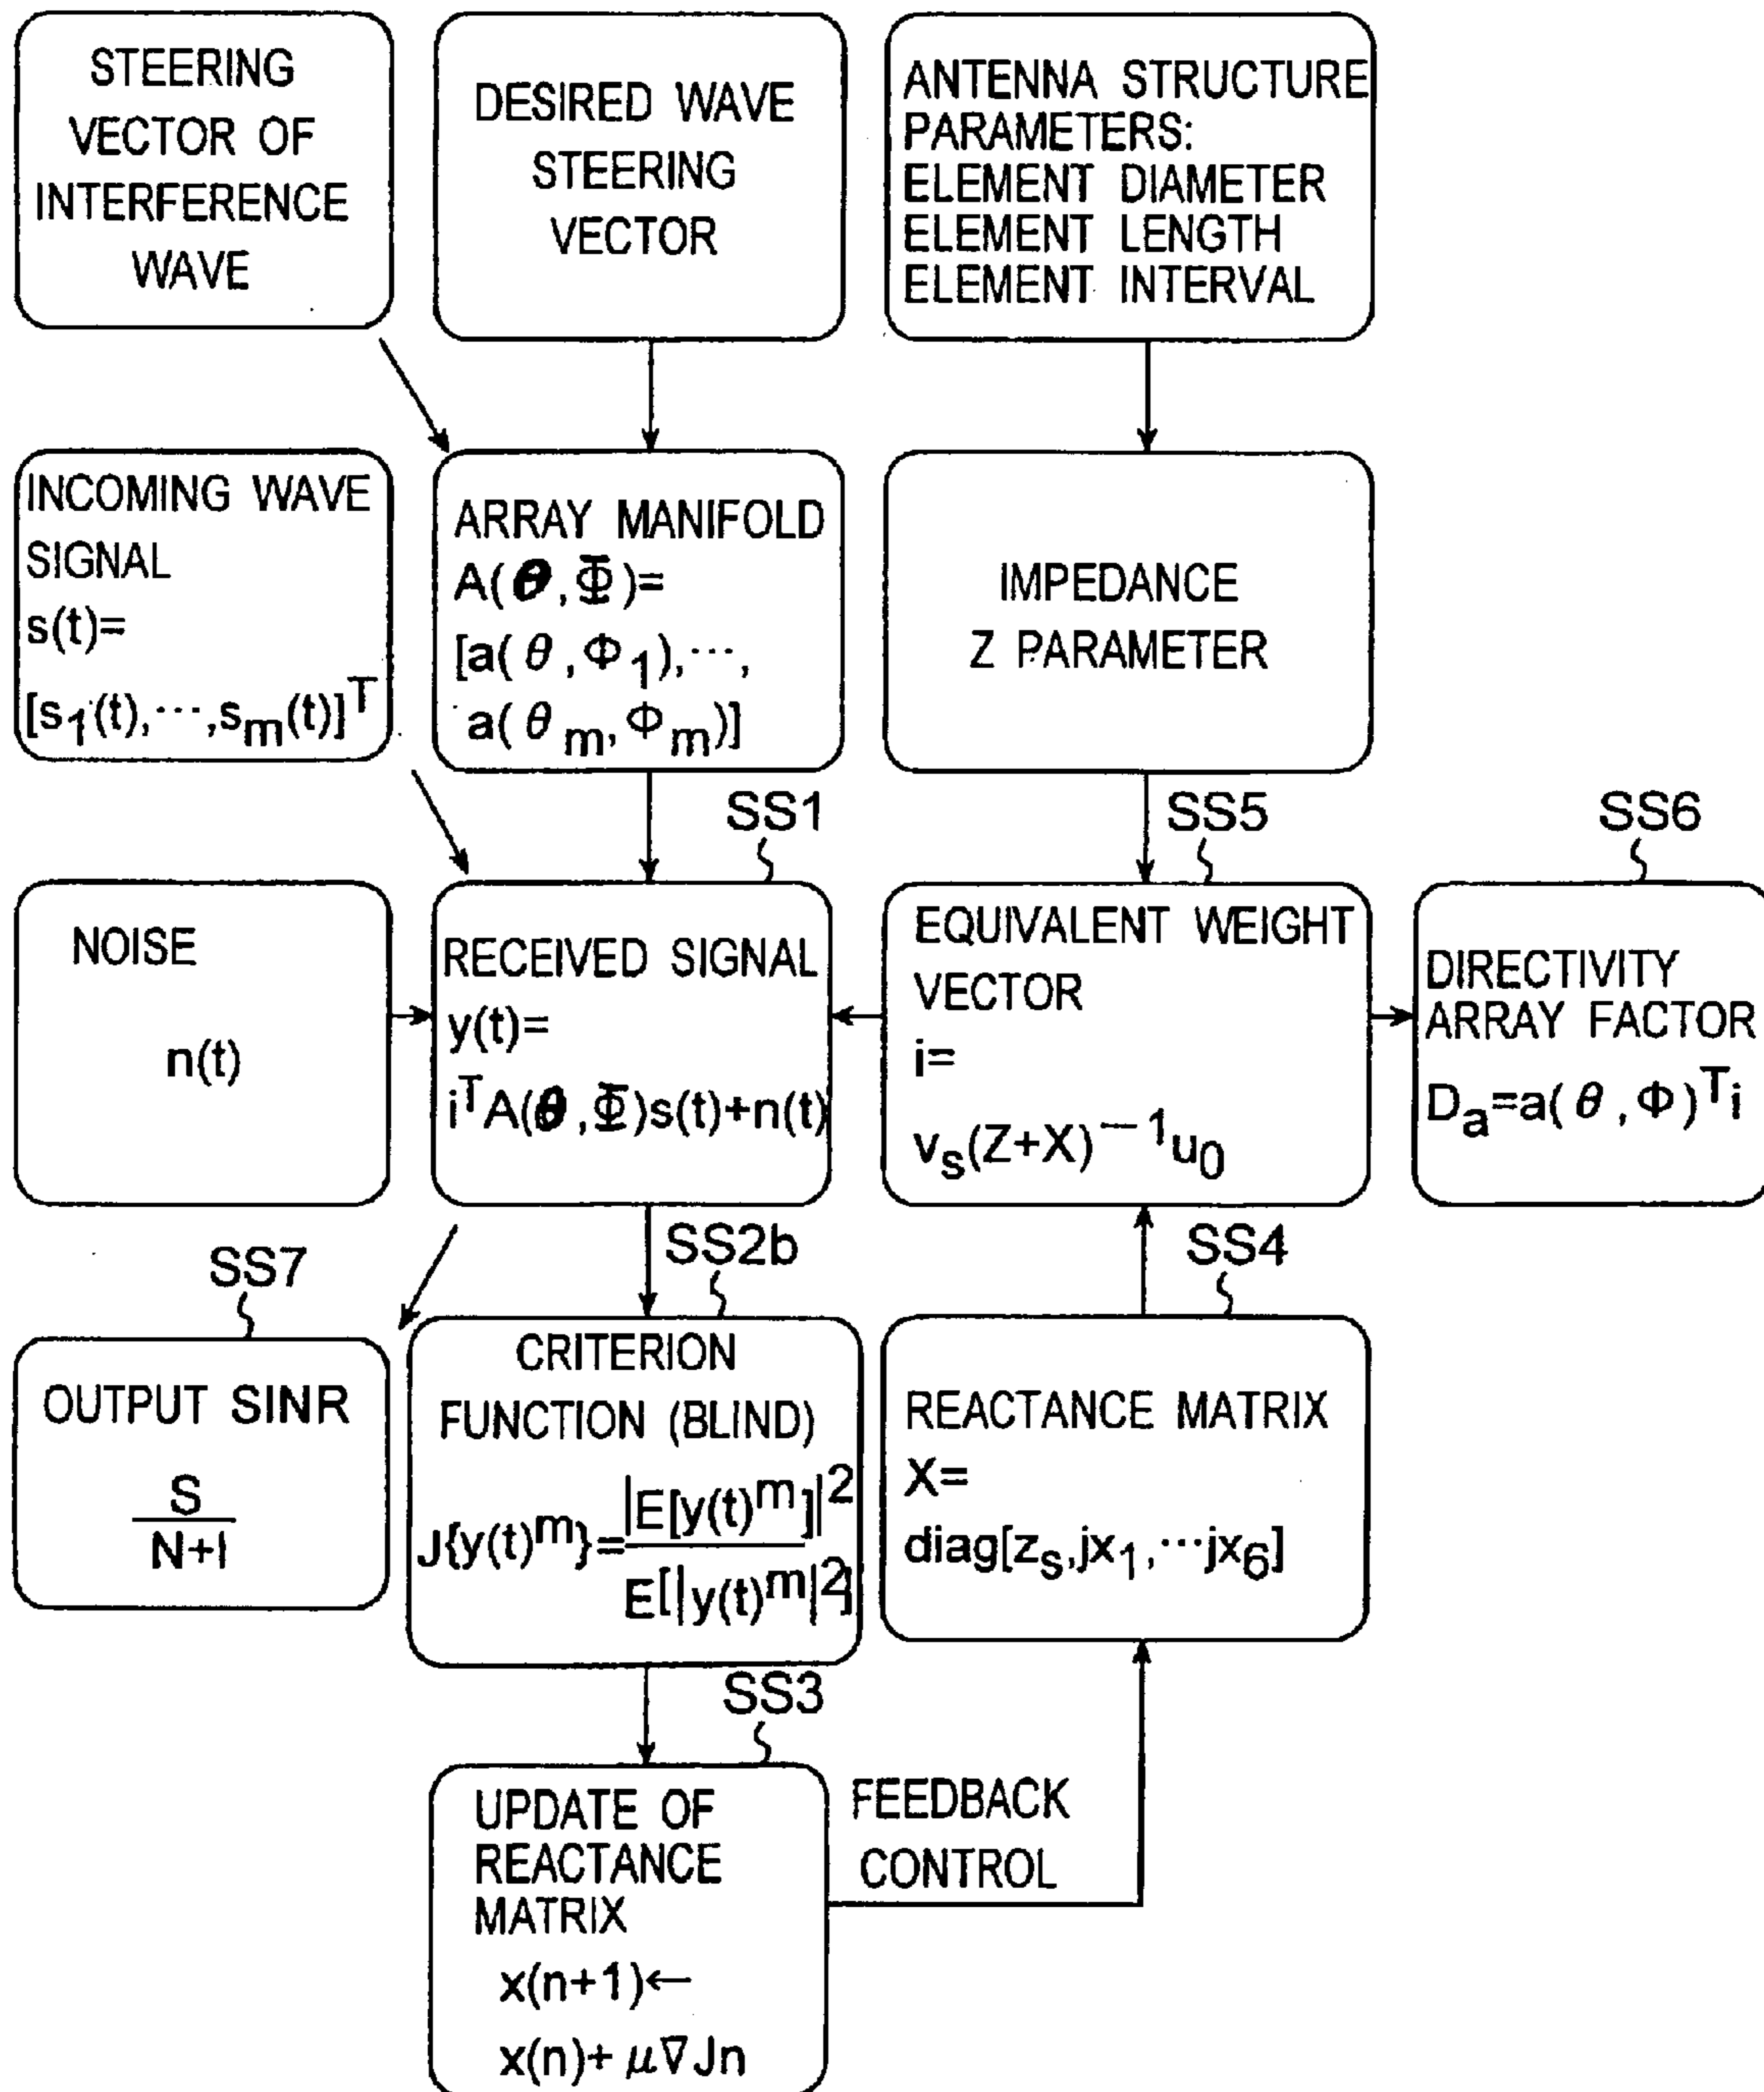 STEERING
VECTOR OF
INTERFERENCE
WAVE
DESIRED WAVE
STEERING
VECTOR
ANTENNA STRUCTURE
PARAMETERS:
ELEMENT DIAMETER
ELEMENT LENGTH
ELEMENT INTERVAL
INCOMING WAVE
SIGNAL
s(t)=
[s₁(t),⋯,sₘ(t)]ᵀ
ARRAY MANIFOLD
A(θ,Φ)=
[a(θ,Φ₁),⋯,
a(θₘ,Φₘ)]
IMPEDANCE
Z PARAMETER
SS1
SS5
SS6
NOISE
n(t)
RECEIVED SIGNAL
y(t)=
iᵀA(θ,Φ)s(t)+n(t)
EQUIVALENT WEIGHT
VECTOR
i=
vₛ(Z+X)⁻¹u₀
DIRECTIVITY
ARRAY FACTOR
Dₐ=a(θ,Φ)ᵀi
SS7
SS2b
SS4
OUTPUT SINR
S
N+I
CRITERION
FUNCTION (BLIND)
J{y(t)ᵐ}=|E[y(t)ᵐ]|²
E[|y(t)ᵐ|²]
REACTANCE MATRIX
X=
diag[zₛ,jx₁,⋯jx₆]
SS3
UPDATE OF
REACTANCE
MATRIX
x(n+1)←
x(n)+μ∇Jn
FEEDBACK
CONTROL